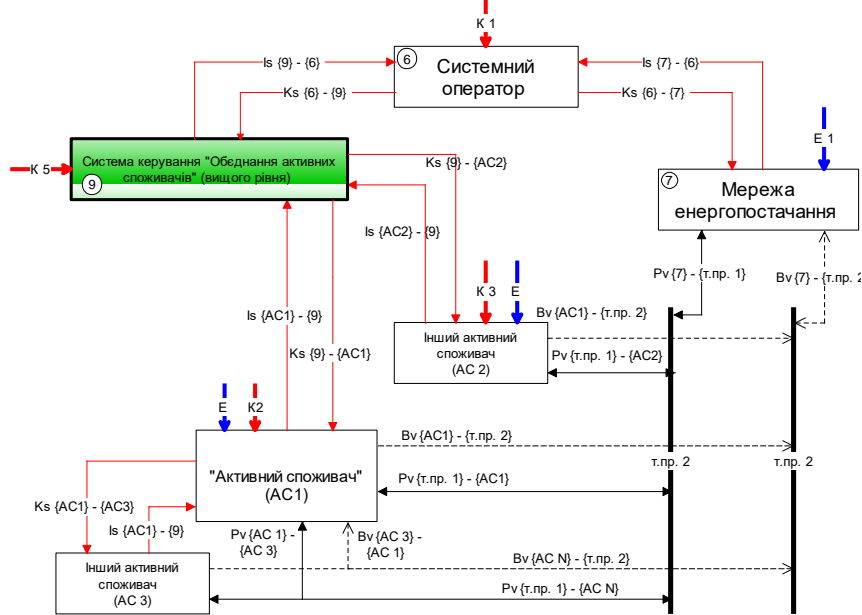 К 1
6
Системний
оператор
Is {9} - {6}
Is {7} - {6}
Ks {6} - {9}
Ks {6} - {7}
К 5
Система керування "Обєднання активних
споживачів" (вищого рівня)
9
Ks {9} - {AC2}
E 1
7
Мережа
енергопостачання
Is {AC2} - {9}
Pv {7} - {т.пр. 1}
Bv {7} - {т.пр. 2
К 3
E
Is {AC1} - {9}
Bv {AC1} - {т.пр. 2}
Інший активний
споживач
(АС 2)
Ks {9} - {AC1}
Pv {т.пр. 1} - {AC2}
E
К2
Bv {AC1} - {т.пр. 2}
"Активний споживач"
(АС1)
т.пр. 2
т.пр. 2
Pv {т.пр. 1} - {AC1}
Ks {AC1} - {AC3}
Is {AC1} - {9}
Pv {AC 1} -
{AC 3}
Bv {AC 3} -
{AC 1}
Інший активний
споживач
(АС 3)
Bv {AC N} - {т.пр. 2}
Pv {т.пр. 1} - {AC N}